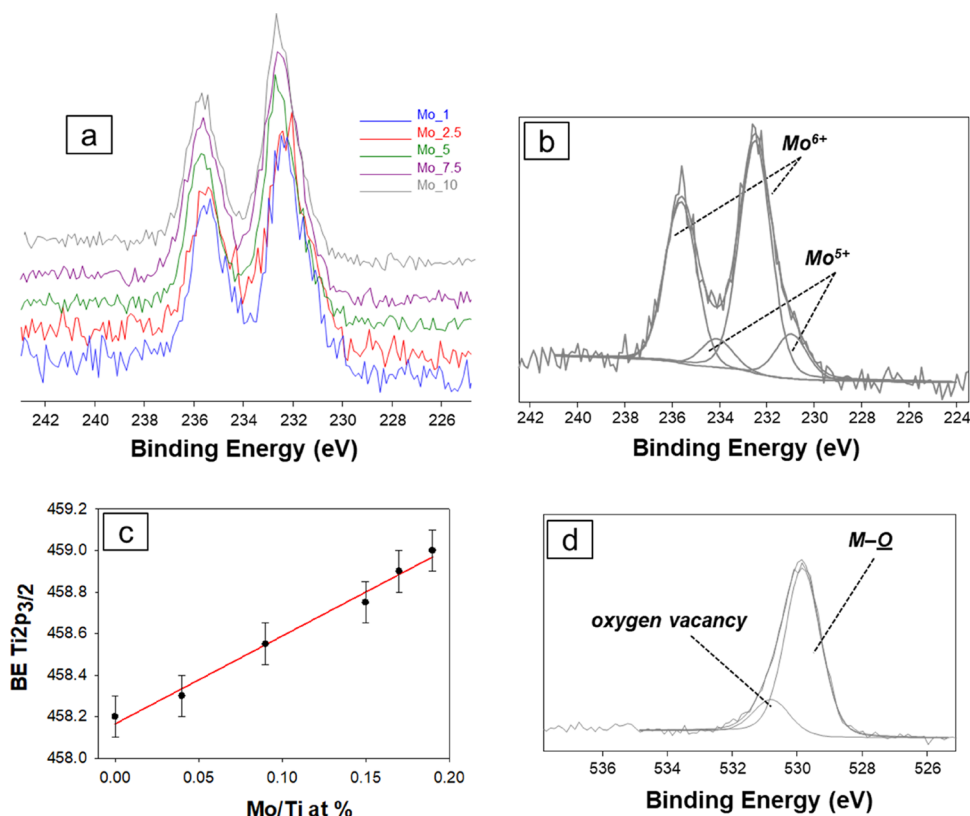 a
Mo_1
Mo_2.5
Mo_5
Mo_7.5
Mo_10
242 240 238 236 234 232 230 228 226
Binding Energy (eV)
b
Mo6+
Mo5+
242 240 238 236 234 232 230 228 226 224
Binding Energy (eV)
c
459.2
459.0
458.8
458.6
458.4
458.2
458.0
BE Ti2p3/2
0.00 0.05 0.10 0.15 0.20
Mo/Ti at %
d
M–O
oxygen vacancy
536 534 532 530 528 526
Binding Energy (eV)